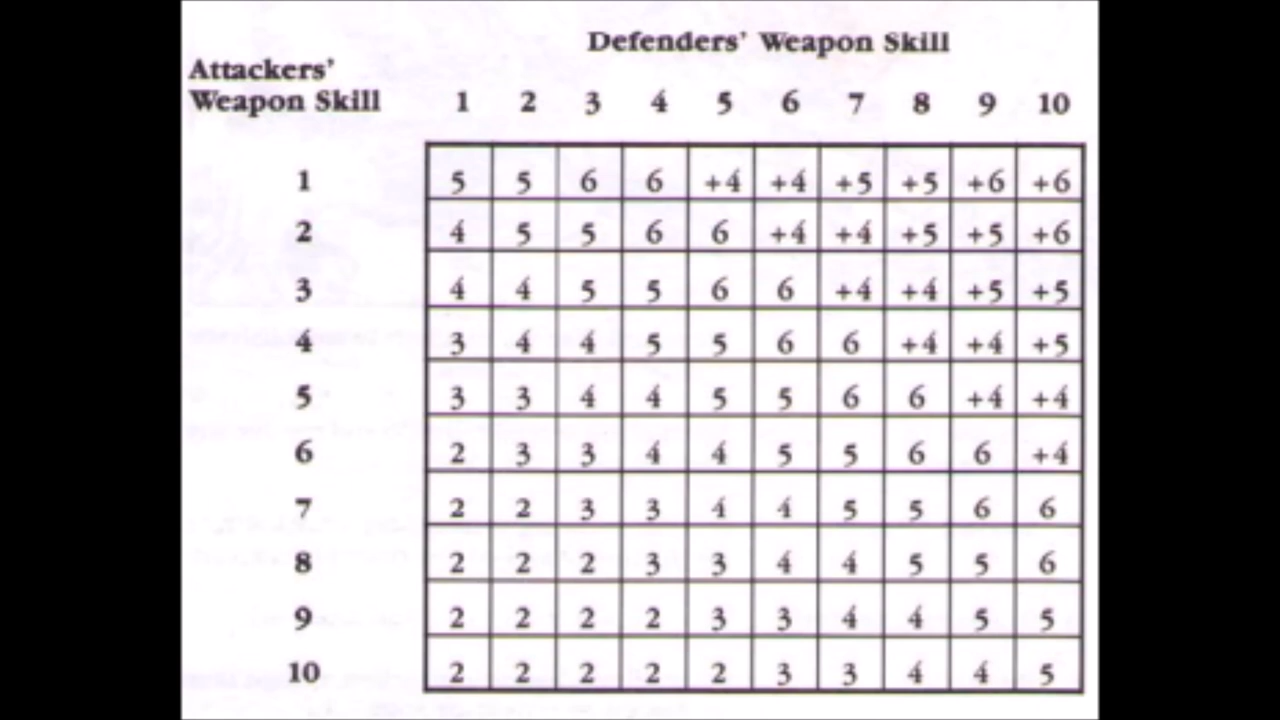 Defenders' Weapon Skill
Attackers'
Weapon Skill 1 2 3 4 5 6 7 8 9 10
1 5 5 6 6 +4 +4 +5 +5 +6 +6
2 4 5 5 6 6 +4 +4 +5 +5 +6
3 4 4 5 5 6 6 +4 +4 +5 +5
4 3 4 4 5 5 6 6 +4 +4 +5
5 3 3 4 4 5 5 6 6 +4 +4
6 2 3 3 4 4 5 5 6 6 +4
7 2 2 3 3 4 4 5 5 6 6
8 2 2 2 3 3 4 4 5 5 6
9 2 2 2 2 3 3 4 4 5 5
10 2 2 2 2 2 3 3 4 4 5